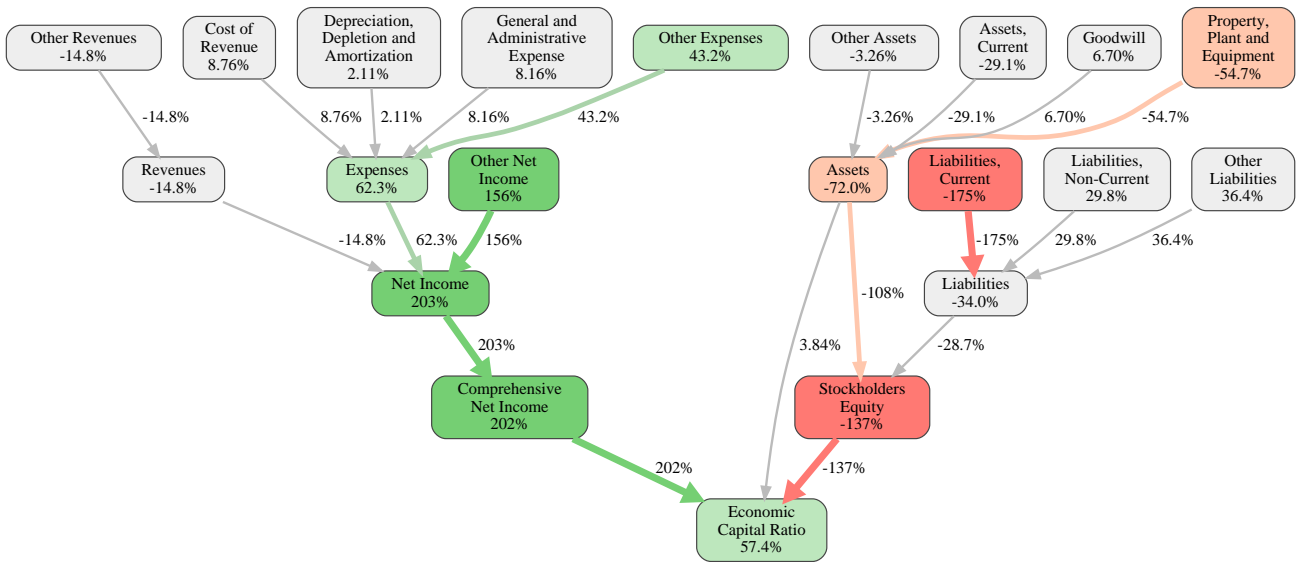 Other Revenues
-14.8%
Cost of
Revenue
8.76%
Depreciation,
Depletion and
Amortization
2.11%
General and
Administrative
Expense
8.16%
Other Expenses
43.2%
Other Assets
-3.26%
Assets,
Current
-29.1%
Goodwill
6.70%
Property,
Plant and
Equipment
-54.7%
-14.8%
8.76%
2.11%
8.16%
43.2%
-3.26%
-29.1%
6.70%
-54.7%
Revenues
-14.8%
Expenses
62.3%
Other Net
Income
156%
Assets
-72.0%
Liabilities,
Current
-175%
Liabilities,
Non-Current
29.8%
Other
Liabilities
36.4%
-14.8%
62.3%
156%
-175%
29.8%
36.4%
Net Income
203%
-108%
Liabilities
-34.0%
203%
3.84%
-28.7%
Comprehensive
Net Income
202%
Stockholders
Equity
-137%
202%
-137%
Economic
Capital Ratio
57.4%